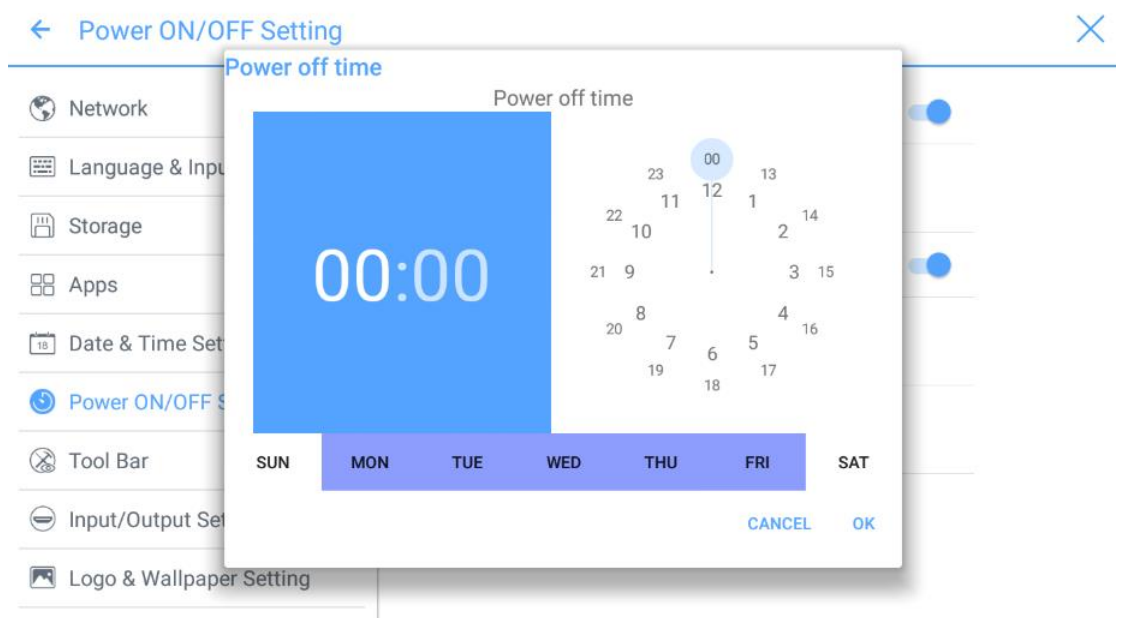 Power ON/OFF Setting
Power off time
Power off time
Network
Language & Inpu
Storage
Apps
18
Date & Time Set
Power ON/OFF S
Tool Bar
Input/Output Set
Logo & Wallpaper Setting
00:00
00
23
13
12
11
1
22
14
10
2
21
9
3
15
8
4
20
16
7
5
6
19
17
18
SUN MON TUE WED THU FRI SAT
CANCEL OK